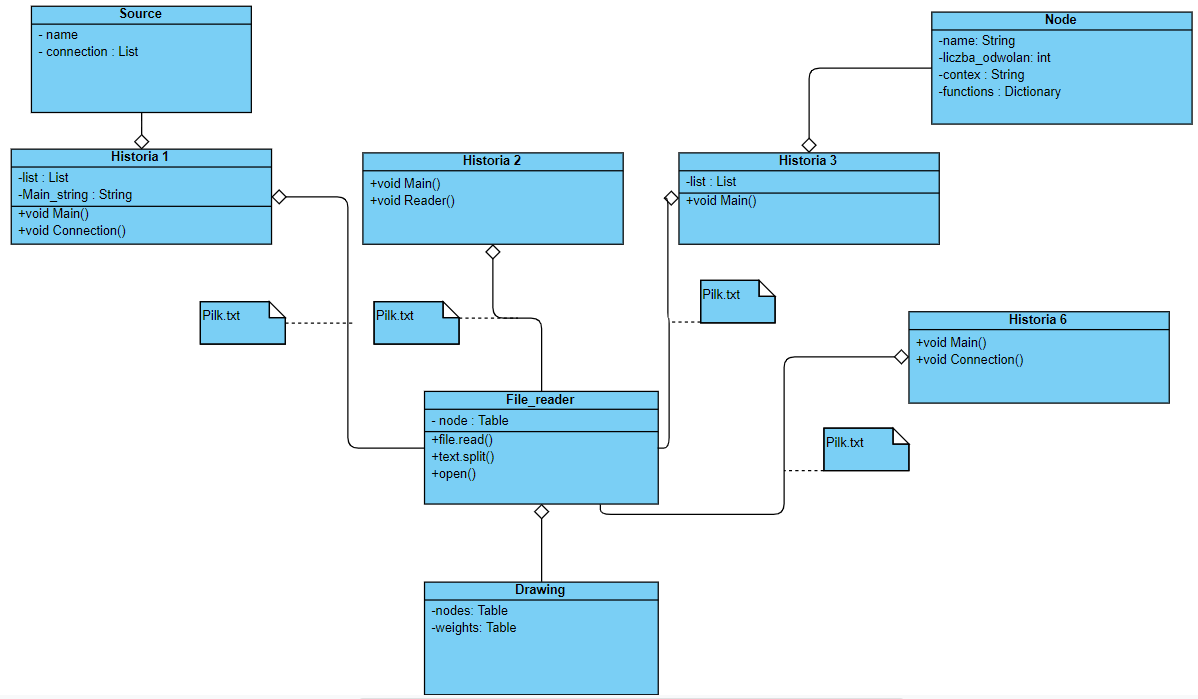 Source
- name
- connection : List
Node
-name: String
-liczba_odwolan: int
-contex : String
-functions : Dictionary
Historia 1
-list : List
-Main_string : String
+void Main()
+void Connection()
Historia 2
+void Main()
+void Reader()
Historia 3
-list : List
+void Main()
Pilk.txt
Pilk.txt
Pilk.txt
Historia 6
+void Main()
+void Connection()
File_reader
- node : Table
+file.read()
+text.split()
+open()
Pilk.txt
Drawing
-nodes: Table
-weights: Table